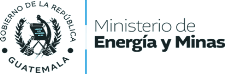 GOBIERNO DE LA REPÚBLICA
GUATEMALA
Ministerio de
Energía y Minas